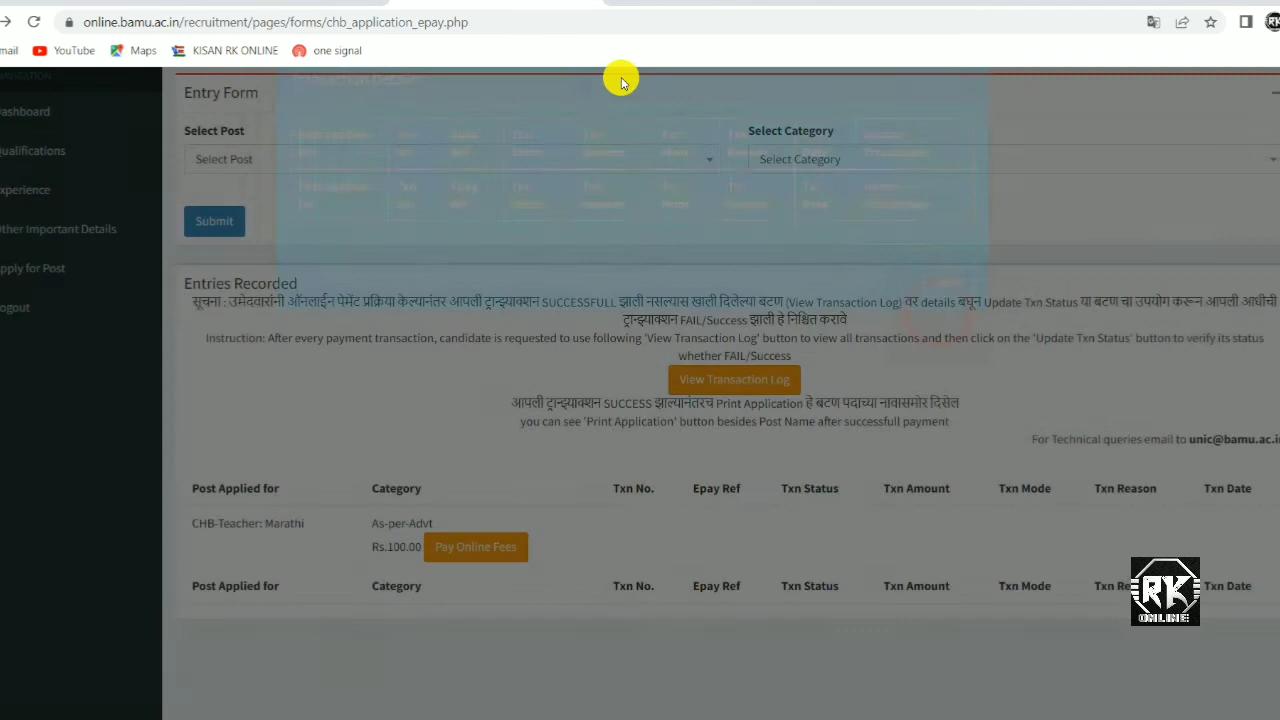 online.bamu.ac.in/recruitment/pages/forms/chb_application_epay.php
mail YouTube Maps KISAN RK ONLINE one signal
Dashboard
Qualifications
Experience
Other Important Details
Apply for Post
Logout
Entry Form
Select Post Select Category
Select Post Select Category
Submit
Entries Recorded
सूचना : उमेदवारांनी ऑनलाईन पेमेंट प्रक्रिया केल्यानंतर आपली ट्रान्झ्याक्शन SUCCESSFULL झाली नसल्यास खाली दिलेल्या बटण (View Transaction Log) वर details बघून Update Txn Status या बटण चा उपयोग करून आपली आधीची
ट्रान्झ्याक्शन FAIL/Success झाली हे निश्चित करावे
Instruction: After every payment transaction, candidate is requested to use following 'View Transaction Log' button to view all transactions and then click on the 'Update Txn Status' button to verify its status
whether FAIL/Success
View Transaction Log
आपली ट्रान्झ्याक्शन SUCCESS झाल्यानंतरच Print Application हे बटण पदाच्या नावासमोर दिसेल
you can see 'Print Application' button besides Post Name after successfull payment
For Technical queries email to unic@bamu.ac.in
Post Applied for Category Txn No. Epay Ref Txn Status Txn Amount Txn Mode Txn Reason Txn Date
CHB-Teacher: Marathi As-per-Advt
Rs.100.00 Pay Online Fees
Post Applied for Category Txn No. Epay Ref Txn Status Txn Amount Txn Mode Txn Re Txn Date
RK
ONLINE